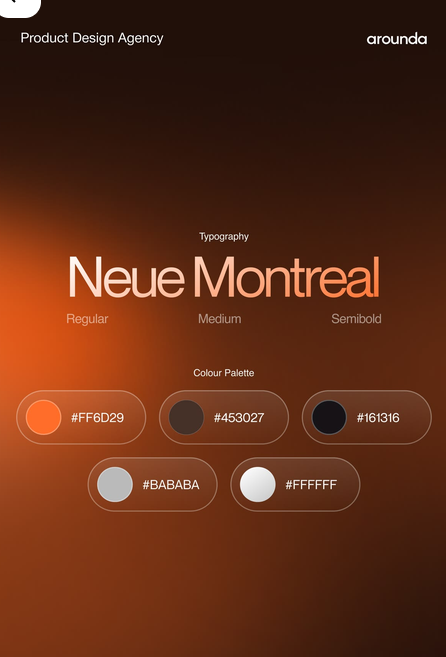 Product Design Agency
arounda
Typography
Neue Montreal
Regular Medium Semibold
Colour Palette
#FF6D29 #453027 #161316
#BABABA #FFFFFF